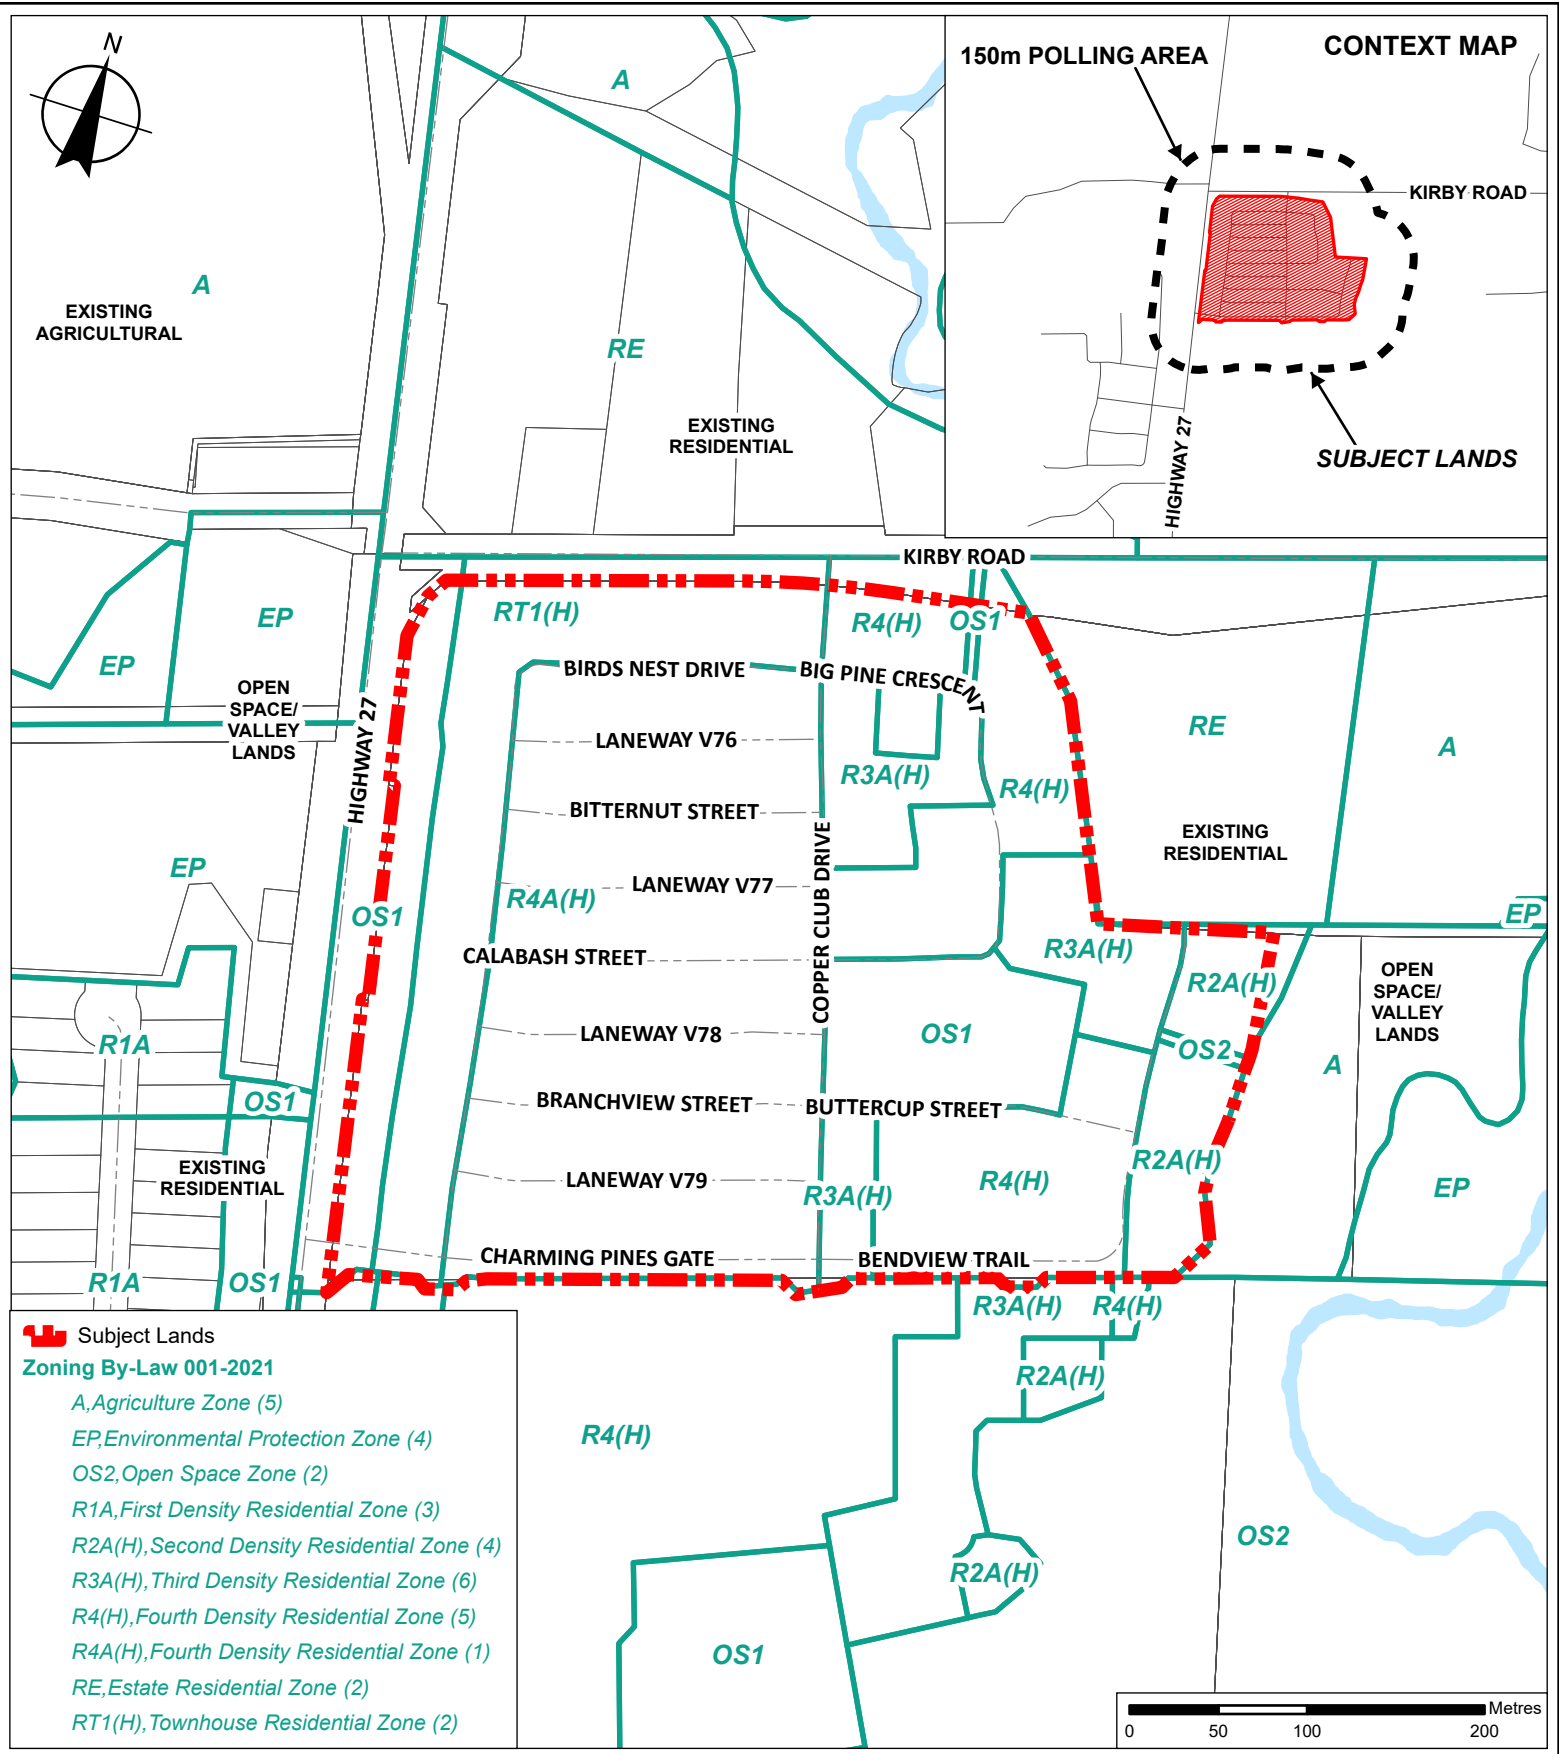 N
CONTEXT MAP
150m POLLING AREA
KIRBY ROAD
HIGHWAY 27
SUBJECT LANDS
A
A
EXISTING
AGRICULTURAL
RE
EXISTING
RESIDENTIAL
KIRBY ROAD
RT1(H)
R4(H)
OS1
EP
EP
BIRDS NEST DRIVE
BIG PINE CRESCENT
OPEN
SPACE/
VALLEY
LANDS
HIGHWAY 27
LANEWAY V76
RE
A
R3A(H)
R4(H)
BITTERNUT STREET
EXISTING
RESIDENTIAL
EP
LANEWAY V77
COPPER CLUB DRIVE
R4A(H)
OS1
EP
R3A(H)
CALABASH STREET
R2A(H)
OPEN
SPACE/
VALLEY
LANDS
LANEWAY V78
OS1
R1A
OS2
A
OS1
BRANCHVIEW STREET
BUTTERCUP STREET
EXISTING
RESIDENTIAL
R2A(H)
LANEWAY V79
R3A(H)
R4(H)
EP
CHARMING PINES GATE
BENDVIEW TRAIL
R1A
OS1
R3A(H)
R4(H)
R2A(H)
R4(H)
OS2
R2A(H)
OS1
Subject Lands
Zoning By-Law 001-2021
A,Agriculture Zone (5)
EP,Environmental Protection Zone (4)
OS2,Open Space Zone (2)
R1A,First Density Residential Zone (3)
R2A(H),Second Density Residential Zone (4)
R3A(H),Third Density Residential Zone (6)
R4(H),Fourth Density Residential Zone (5)
R4A(H),Fourth Density Residential Zone (1)
RE,Estate Residential Zone (2)
RT1(H),Townhouse Residential Zone (2)
Metres
0 50 100 200